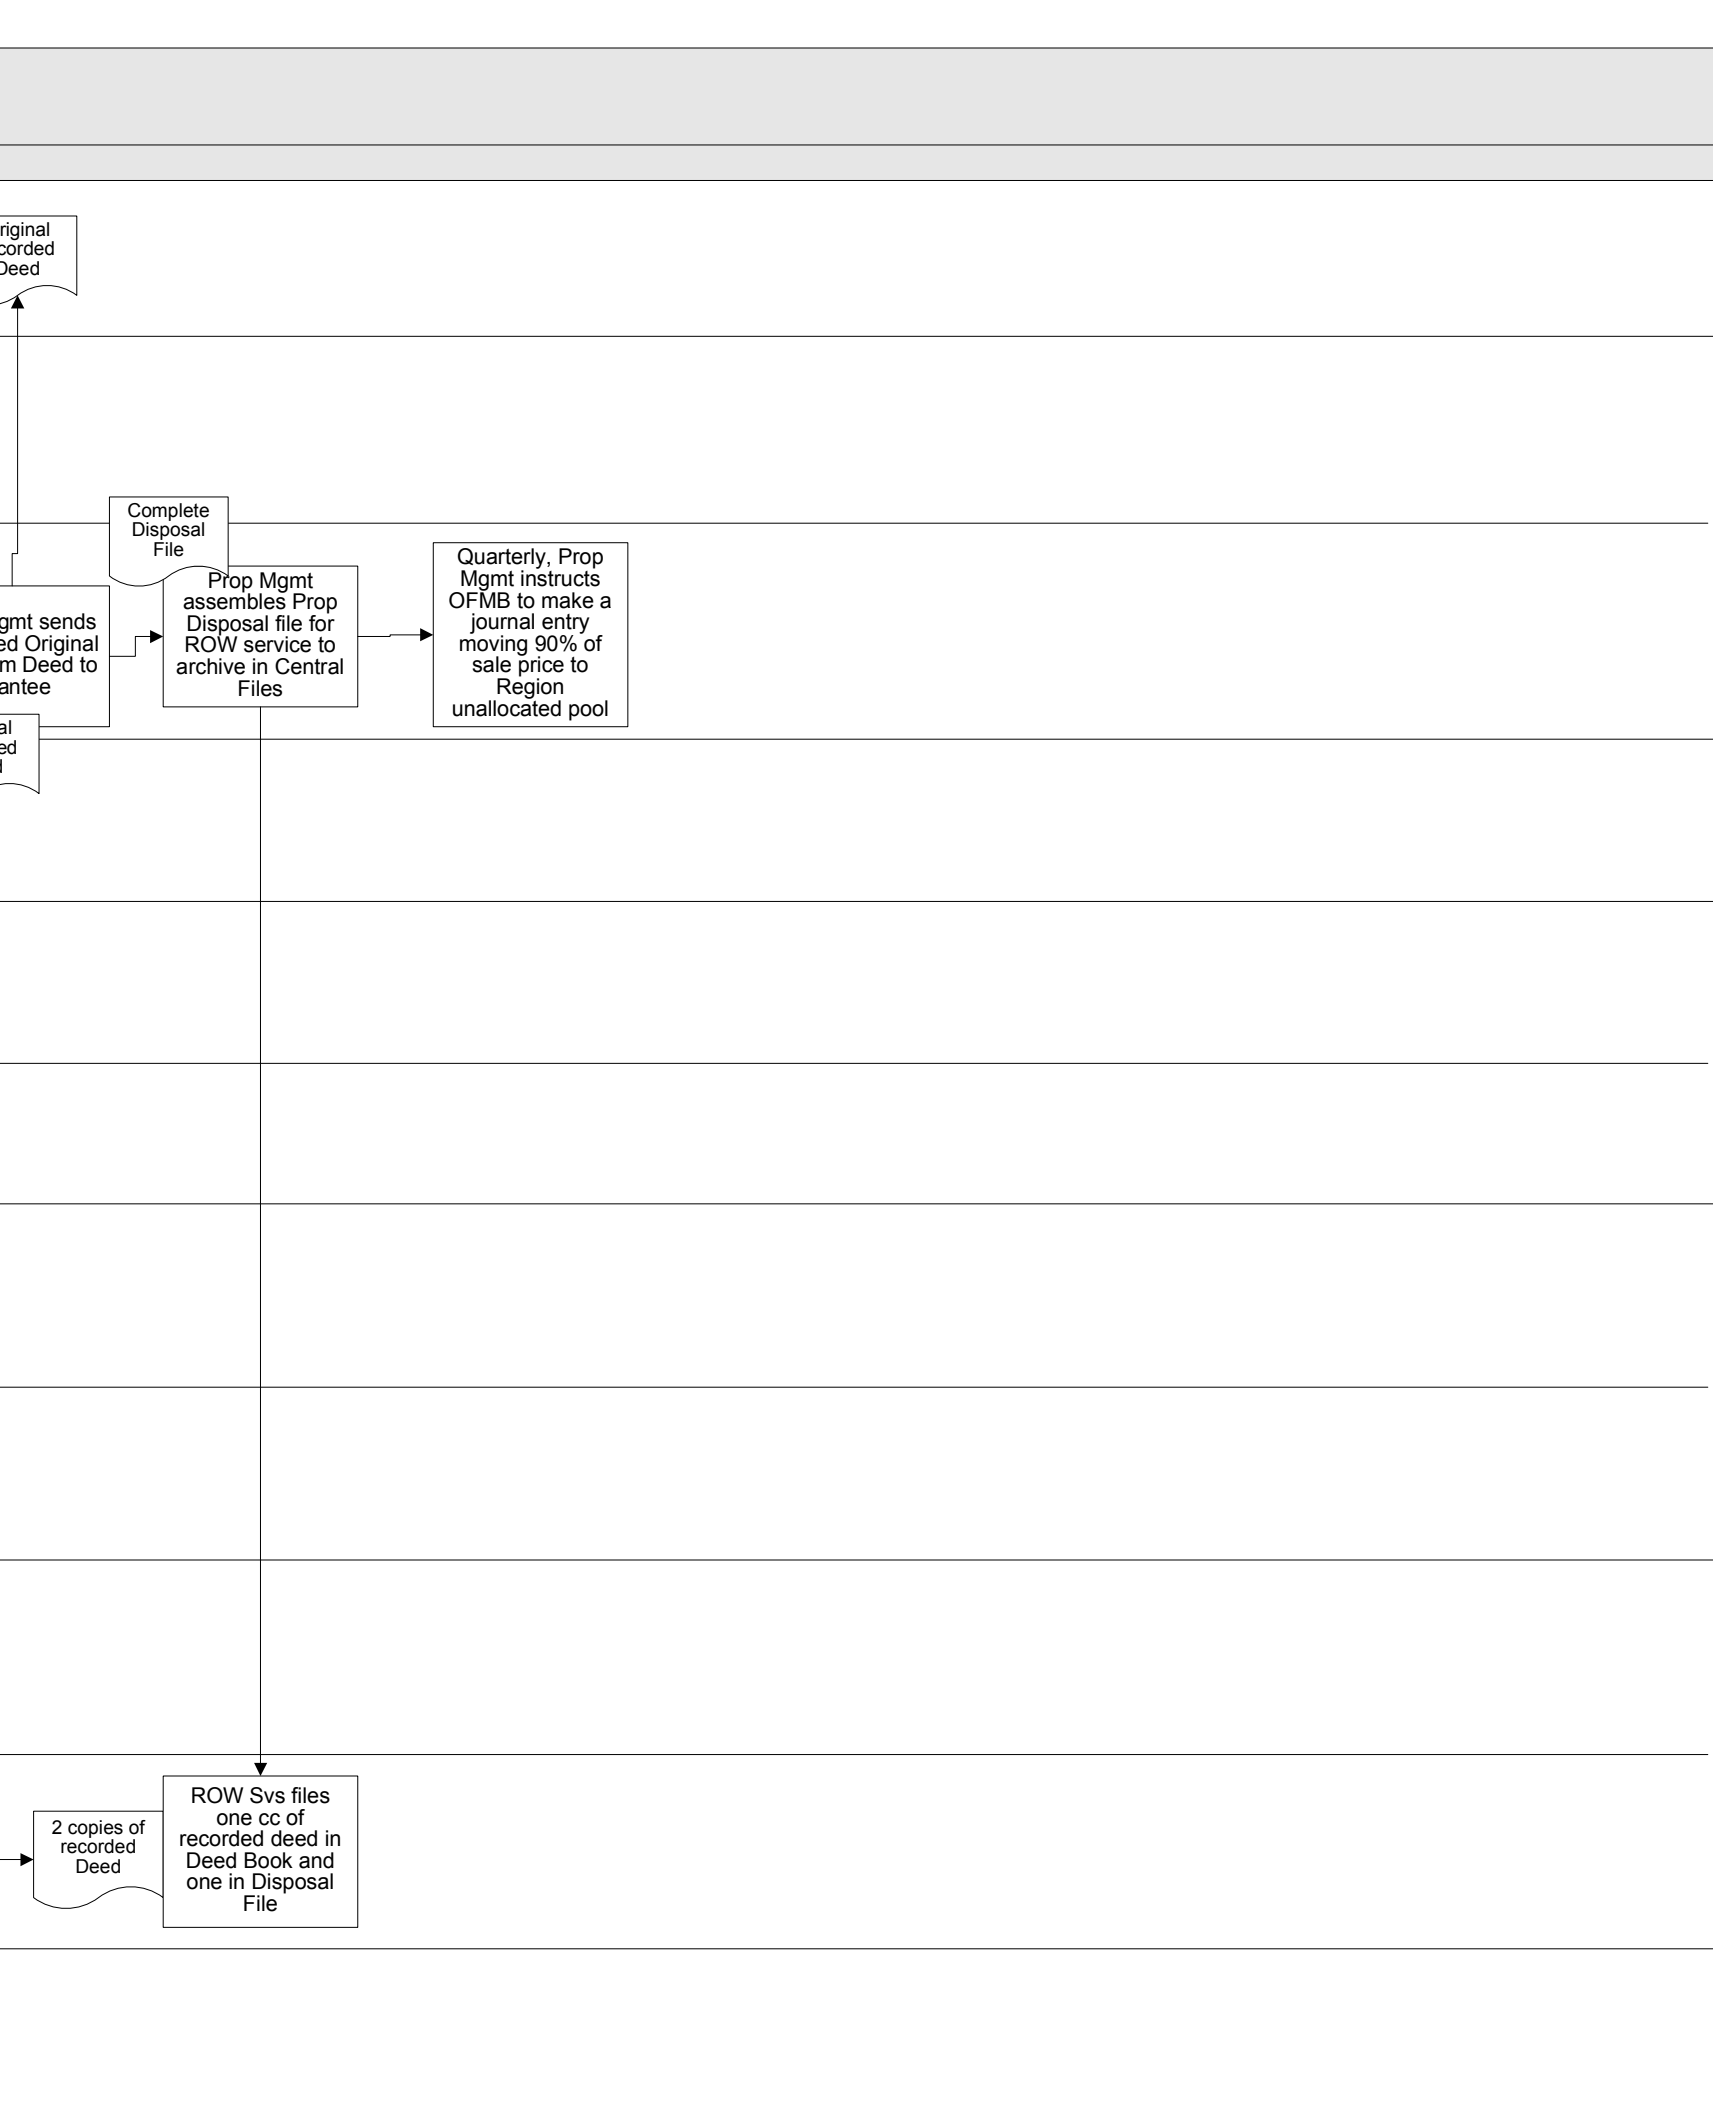 riginal
corded
Deed
Complete
Disposal
File
gmt sends
ed Original
m Deed to
antee
Prop Mgmt
assembles Prop
Disposal file for
ROW service to
archive in Central
Files
Quarterly, Prop
Mgmt instructs
OFMB to make a
journal entry
moving 90% of
sale price to
Region
unallocated pool
al
ed
2 copies of
recorded
Deed
ROW Svs files
one cc of
recorded deed in
Deed Book and
one in Disposal
File